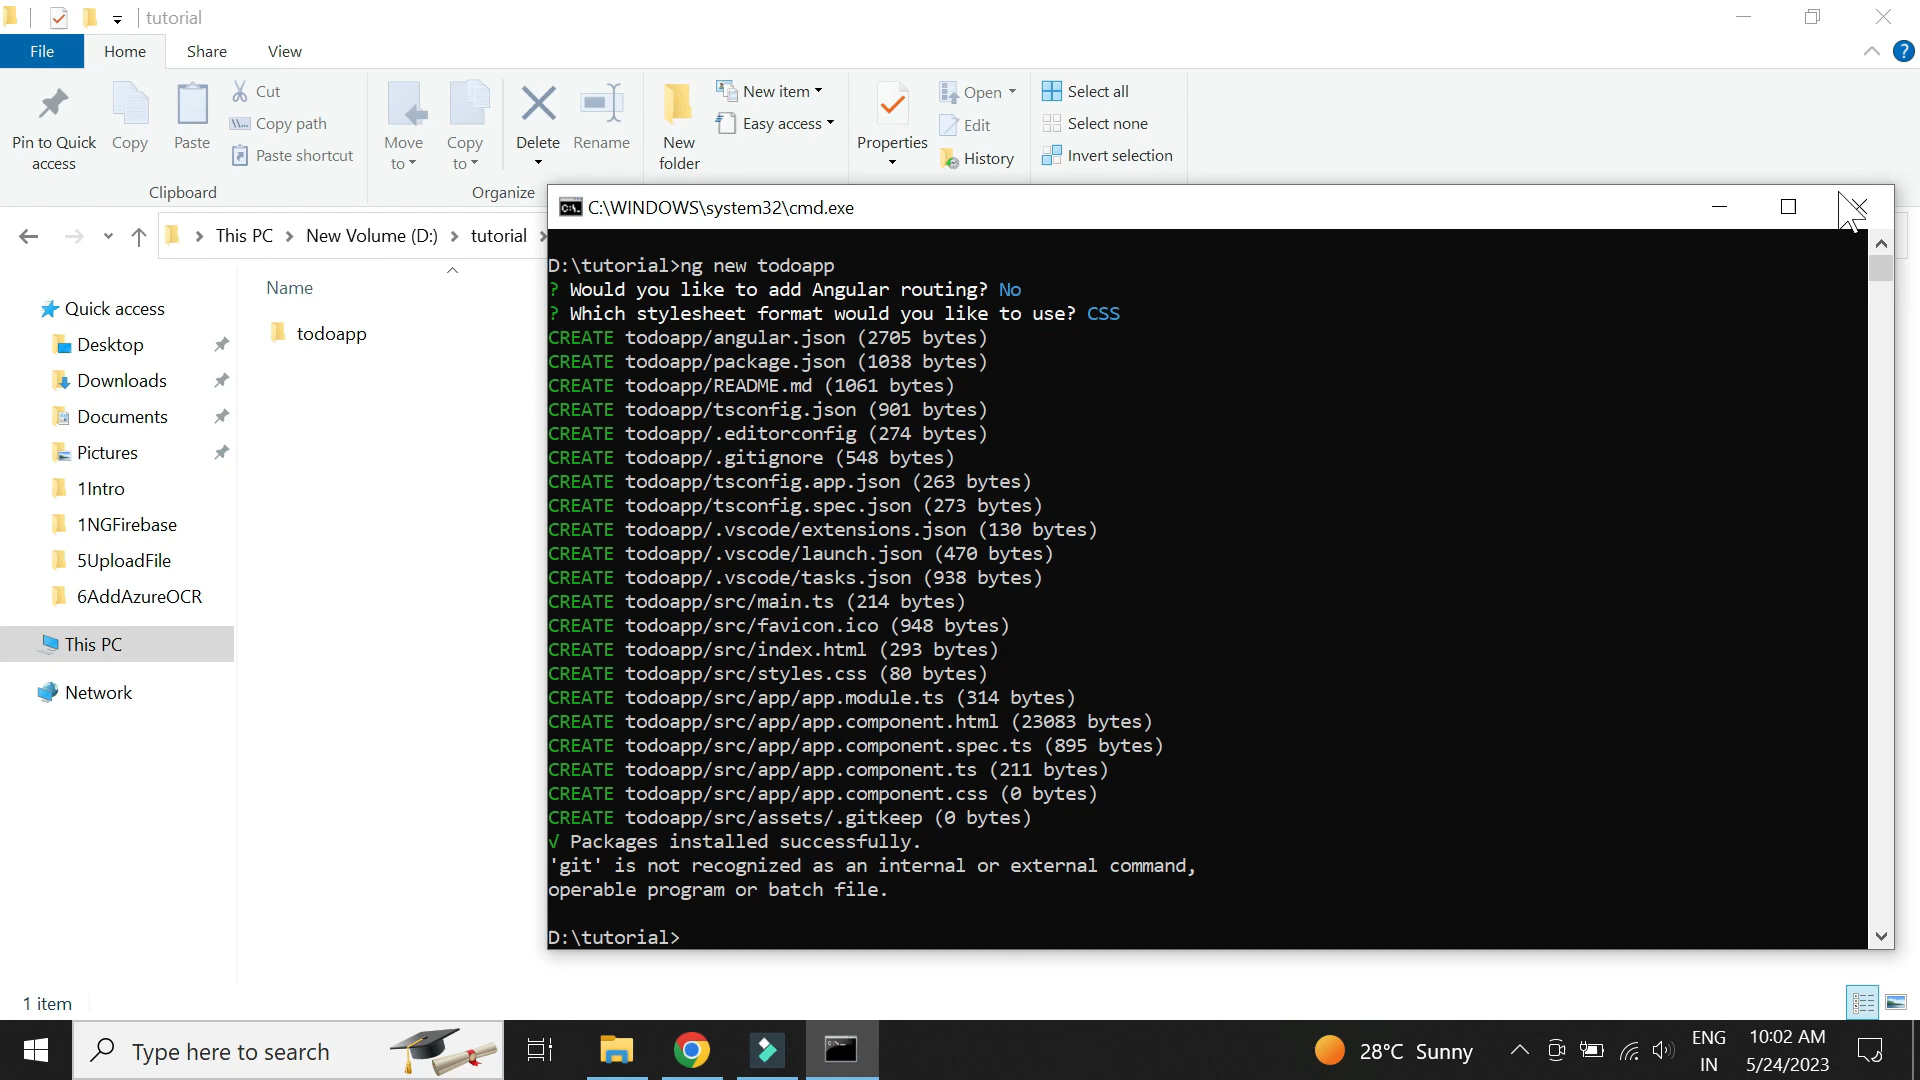 tutorial
File
Home
Share
View
Pin to Quick access
Copy
Paste
Cut
Copy path
Paste shortcut
Clipboard
Move to
Copy to
Delete
Rename
Organize
New folder
New item
Easy access
Properties
Open
Edit
History
Select all
Select none
Invert selection
This PC > New Volume (D:) > tutorial >
Name
todoapp
Quick access
Desktop
Downloads
Documents
Pictures
1Intro
1NGFirebase
5UploadFile
6AddAzureOCR
This PC
Network
1 item
C:\WINDOWS\system32\cmd.exe
D:\tutorial>ng new todoapp
? Would you like to add Angular routing? No
? Which stylesheet format would you like to use? CSS
CREATE todoapp/angular.json (2705 bytes)
CREATE todoapp/package.json (1038 bytes)
CREATE todoapp/README.md (1061 bytes)
CREATE todoapp/tsconfig.json (901 bytes)
CREATE todoapp/.editorconfig (274 bytes)
CREATE todoapp/.gitignore (548 bytes)
CREATE todoapp/tsconfig.app.json (263 bytes)
CREATE todoapp/tsconfig.spec.json (273 bytes)
CREATE todoapp/.vscode/extensions.json (130 bytes)
CREATE todoapp/.vscode/launch.json (470 bytes)
CREATE todoapp/.vscode/tasks.json (938 bytes)
CREATE todoapp/src/main.ts (214 bytes)
CREATE todoapp/src/favicon.ico (948 bytes)
CREATE todoapp/src/index.html (293 bytes)
CREATE todoapp/src/styles.css (80 bytes)
CREATE todoapp/src/app/app.module.ts (314 bytes)
CREATE todoapp/src/app/app.component.html (23083 bytes)
CREATE todoapp/src/app/app.component.spec.ts (895 bytes)
CREATE todoapp/src/app/app.component.ts (211 bytes)
CREATE todoapp/src/app/app.component.css (0 bytes)
CREATE todoapp/src/assets/.gitkeep (0 bytes)
√ Packages installed successfully.
'git' is not recognized as an internal or external command,
operable program or batch file.
D:\tutorial>
Type here to search
28°C Sunny
ENG
IN
10:02 AM
5/24/2023